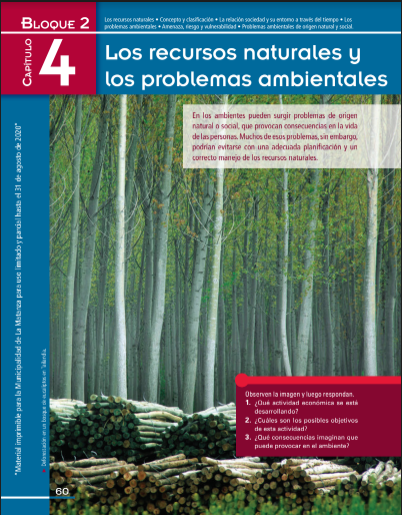 BLOQUE 2
Los recursos naturales • Concepto y clasificación • La relación sociedad y su entorno a través del tiempo • Los
problemas ambientales • Amenaza, riesgo y vulnerabilidad • Problemas ambientales de origen natural y social.
CAPÍTULO
4
Los recursos naturales y
los problemas ambientales
En los ambientes pueden surgir problemas de origen
natural o social, que provocan consecuencias en la vida
de las personas. Muchos de esos problemas, sin embargo,
podrían evitarse con una adecuada planificación y un
correcto manejo de los recursos naturales.
"Material imprimible para la Municipalidad de La Matanza para uso limitado y parcial hasta el 31 de agosto de 2020"
Deforestación en un bosque de eucaliptos en
Observen la imagen y luego respondan.
1. ¿Qué actividad económica se está
desarrollando?
2. ¿Cuáles son los posibles objetivos
de esta actividad?
3. ¿Qué consecuencias imaginan que
puede provocar en el ambiente?
60